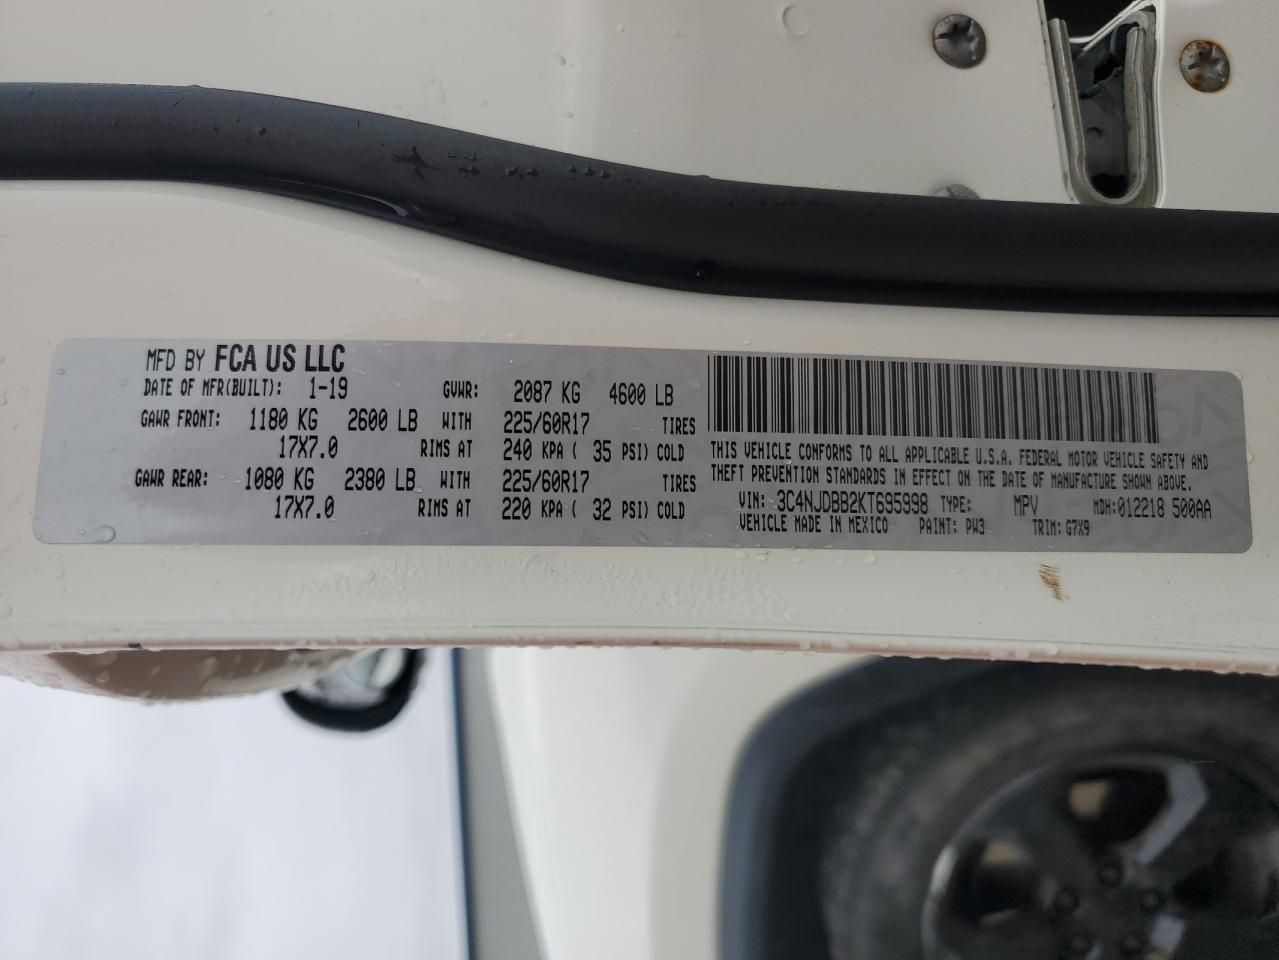 MFD BY FCA US LLC
DATE OF MFR(BUILT): 1-19 GVWR: 2087 KG 4600 LB
GAWR FRONT: 1180 KG 2600 LB WITH 225/60R17 TIRES
17X7.0 RIMS AT 240 KPA ( 35 PSI) COLD
GAWR REAR: 1080 KG 2380 LB WITH 225/60R17 TIRES
17X7.0 RIMS AT 220 KPA ( 32 PSI) COLD
THIS VEHICLE CONFORMS TO ALL APPLICABLE U.S.A. FEDERAL MOTOR VEHICLE SAFETY AND
THEFT PREVENTION STANDARDS IN EFFECT ON THE DATE OF MANUFACTURE SHOWN ABOVE.
VIN: 3C4NJDBB2KT695998 TYPE: MPV MDH: 012218 500AA
VEHICLE MADE IN MEXICO PAINT: PW3 TRIM: G7X9